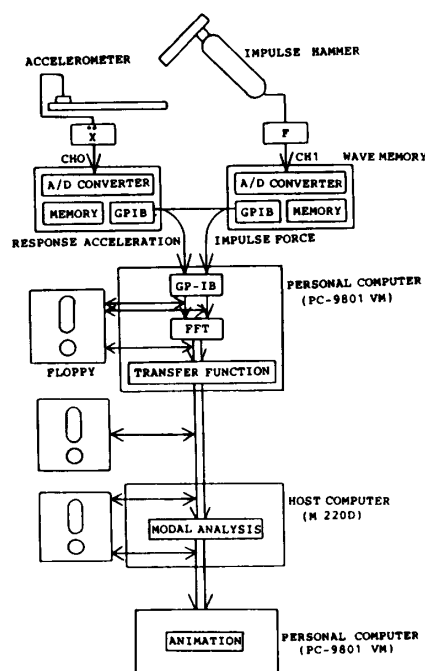 IMPULSE HAMMER
ACCELEROMETER
Ẍ
F
CHO
CH1
WAVE MEMORY
A/D CONVERTER
A/D CONVERTER
MEMORY
GPIB
GPIB
MEMORY
RESPONSE ACCELERATION
IMPULSE FORCE
GP-IB
PERSONAL COMPUTER
(PC-9801 VM)
FFT
FLOPPY
TRANSFER FUNCTION
HOST COMPUTER
(M 220D)
MODAL ANALYSIS
ANIMATION
PERSONAL COMPUTER
(PC-9801 VM)